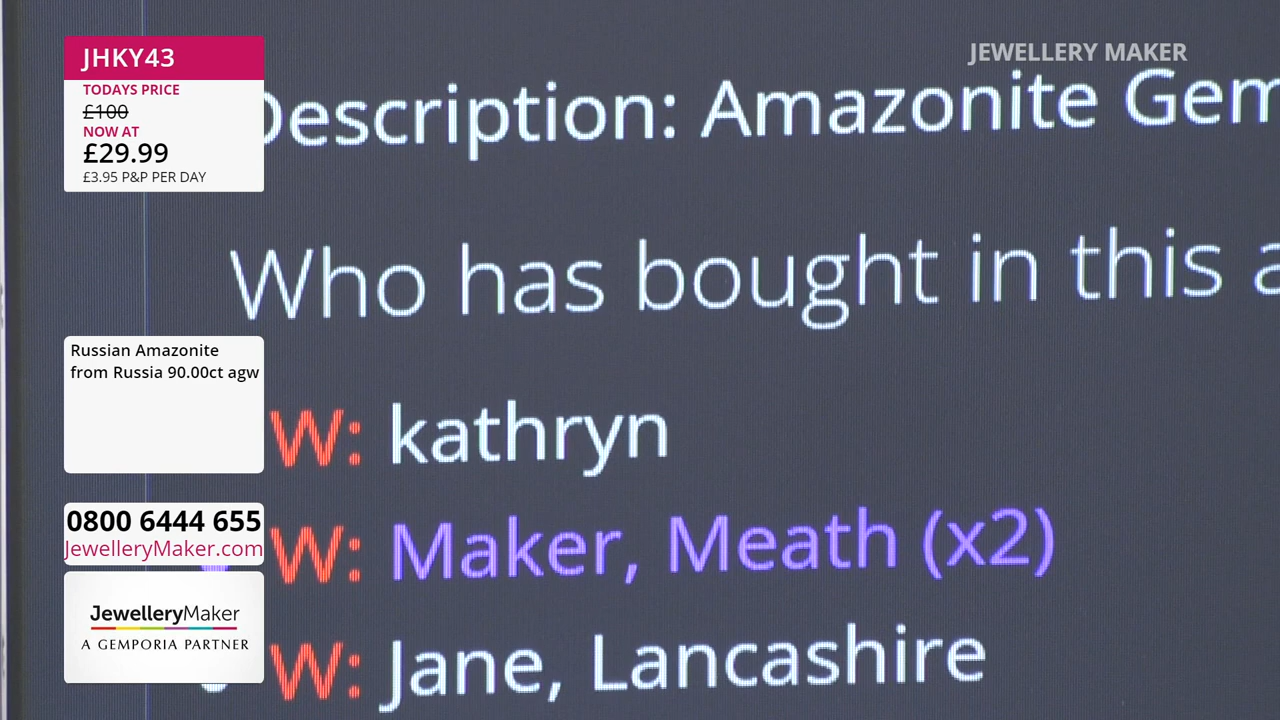 JHKY43
TODAYS PRICE
£100
NOW AT
£29.99
£3.95 P&P PER DAY
JEWELLERY MAKER
Description: Amazonite Gem
Who has bought in this a
Russian Amazonite
from Russia 90.00ct agw
W: kathryn
W: Maker, Meath (x2)
W: Jane, Lancashire
0800 6444 655
JewelleryMaker.com
JewelleryMaker
A GEMPORIA PARTNER